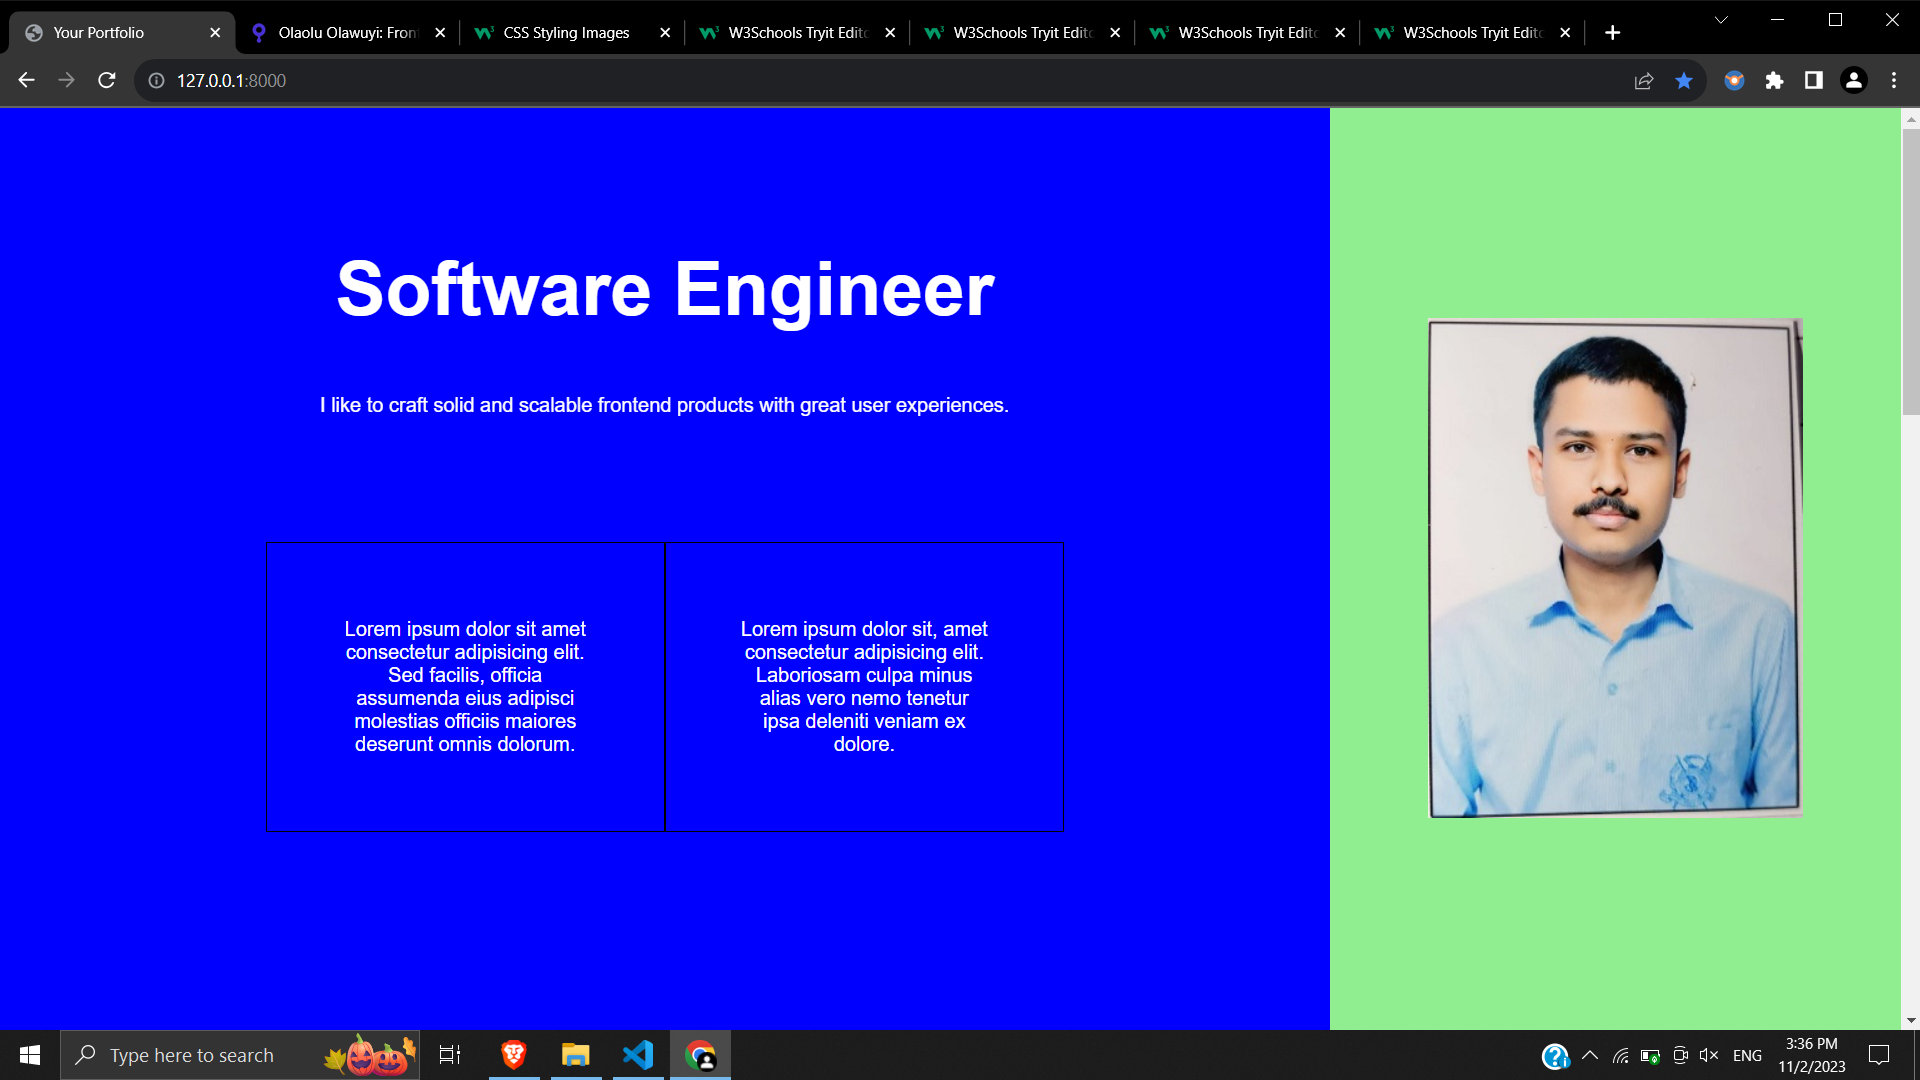 Your Portfolio
Olaolu Olawuyi: Fron
CSS Styling Images
W3Schools Tryit Edito
W3Schools Tryit Edito
W3Schools Tryit Edito
W3Schools Tryit Edito
127.0.0.1:8000
Software Engineer
I like to craft solid and scalable frontend products with great user experiences.
Lorem ipsum dolor sit amet
consectetur adipisicing elit.
Sed facilis, officia
assumenda eius adipisci
molestias officiis maiores
deserunt omnis dolorum.
Lorem ipsum dolor sit, amet
consectetur adipisicing elit.
Laboriosam culpa minus
alias vero nemo tenetur
ipsa deleniti veniam ex
dolore.
Type here to search
ENG
3:36 PM
11/2/2023